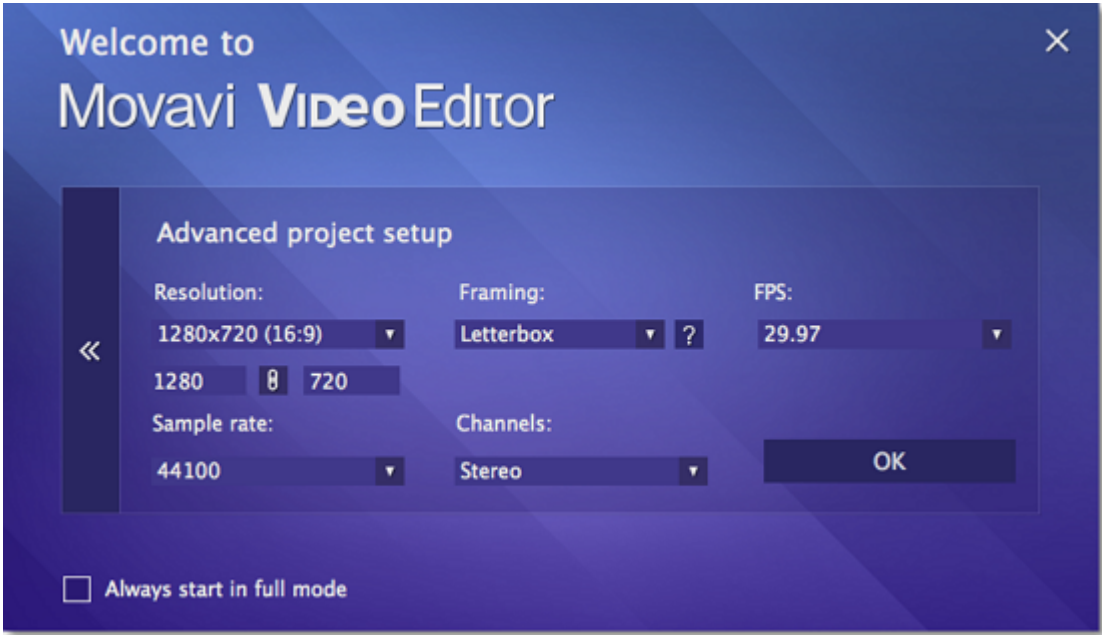 Welcome to
Movavi Video Editor
Advanced project setup
Resolution: Framing: FPS:
1280x720 (16:9) Letterbox ? 29.97
1280 720
Sample rate: Channels:
44100 Stereo OK
Always start in full mode